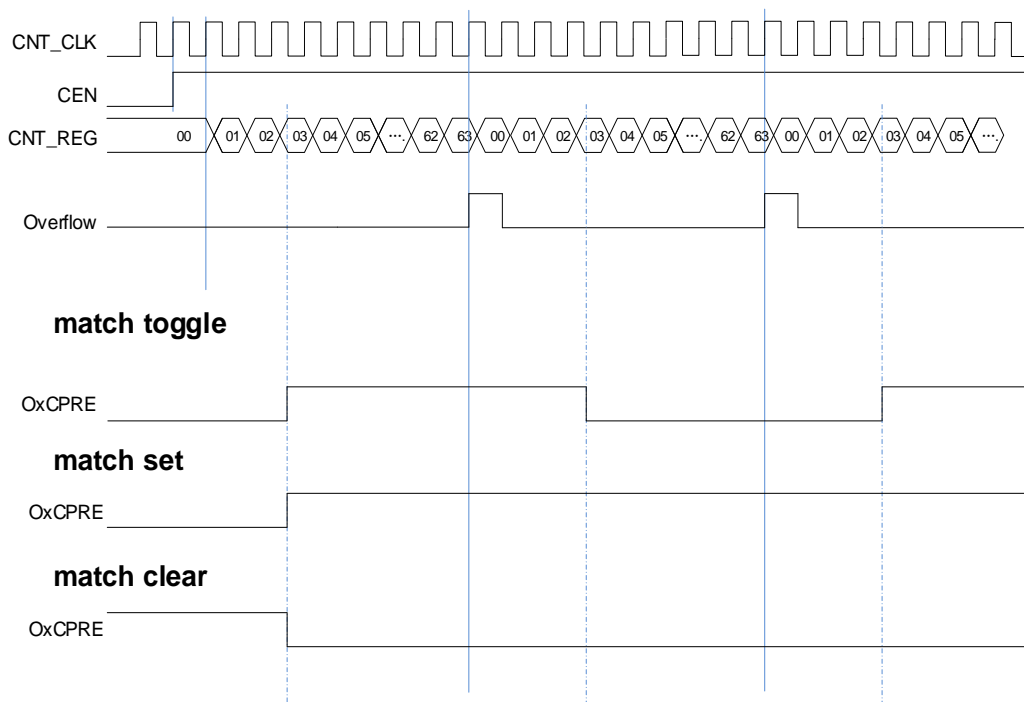 CNT_CLK
CEN
CNT_REG 00 01 02 03 04 05 …. 62 63 00 01 02 03 04 05 …. 62 63 00 01 02 03 04 05 ….
Overflow
match toggle
OxCPRE
match set
OxCPRE
match clear
OxCPRE